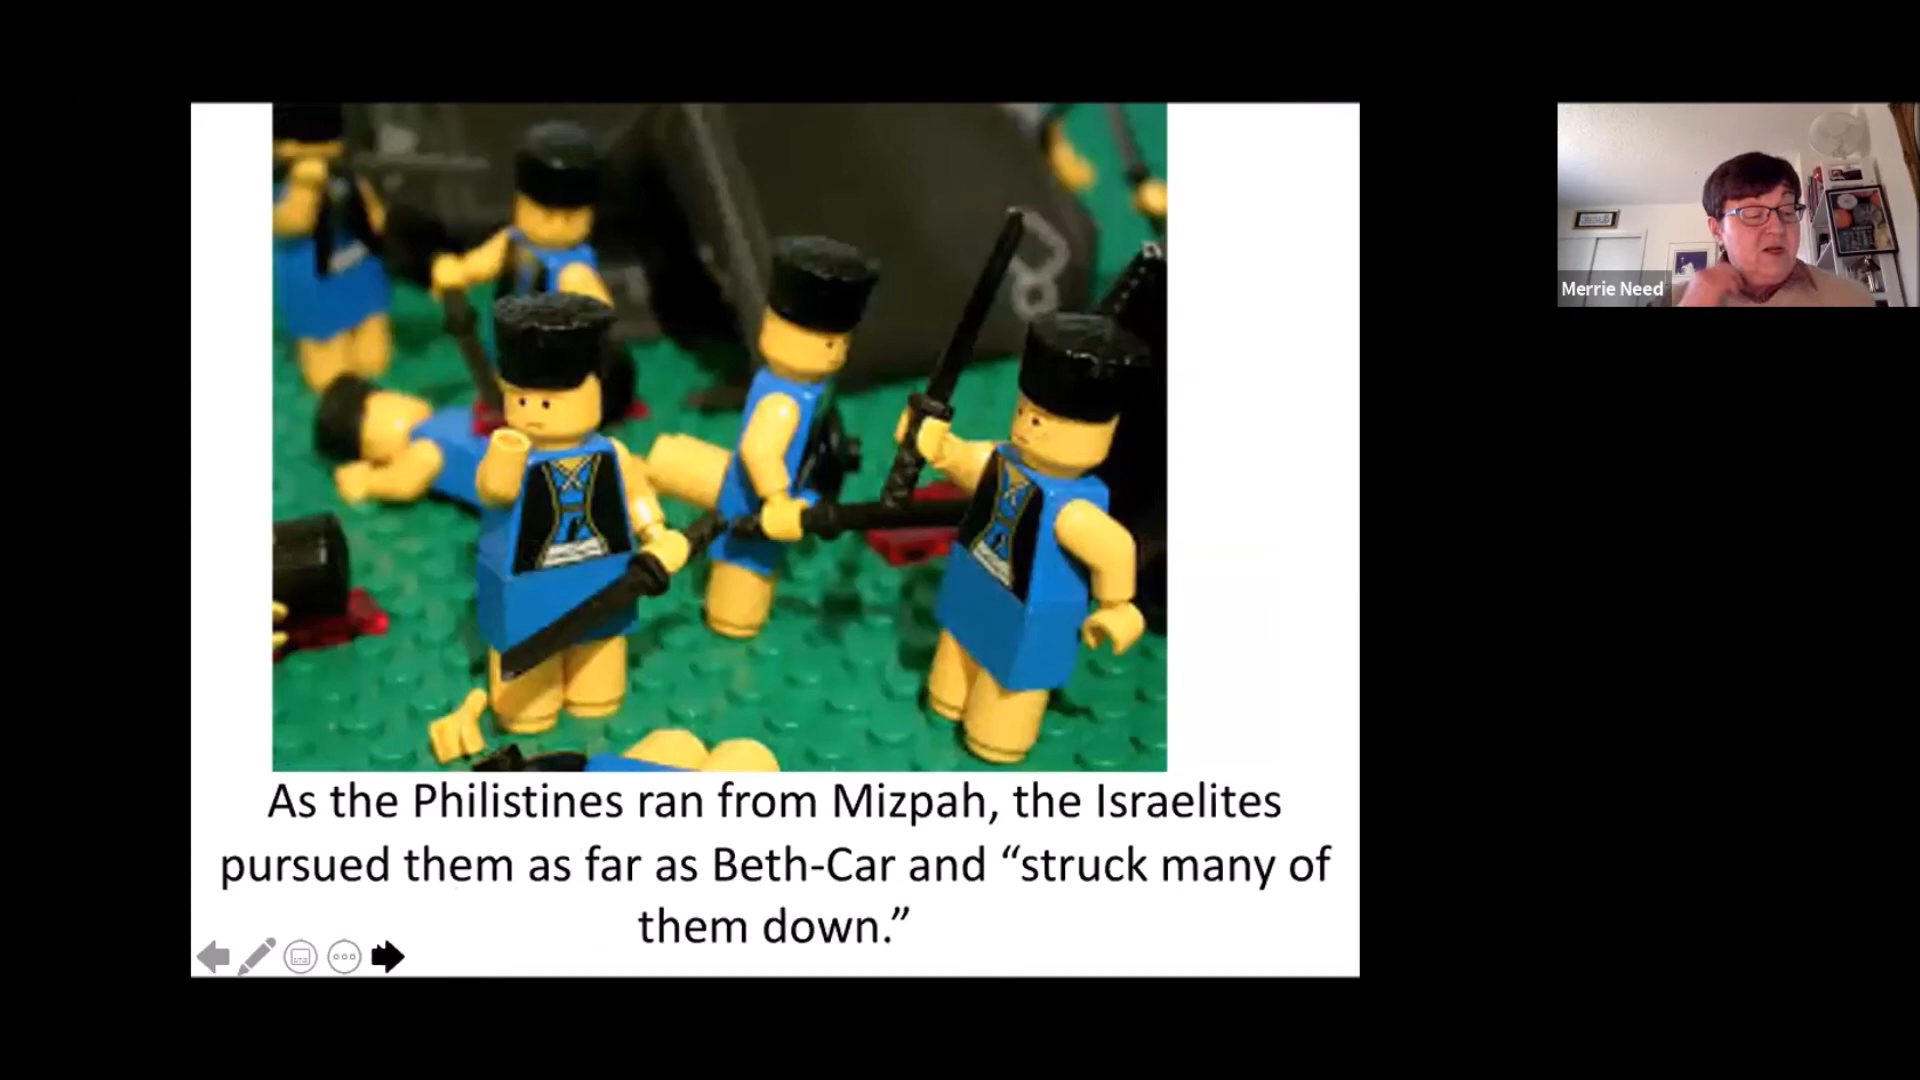 As the Philistines ran from Mizpah, the Israelites
pursued them as far as Beth-Car and “struck many of
them down.”
Merrie Need